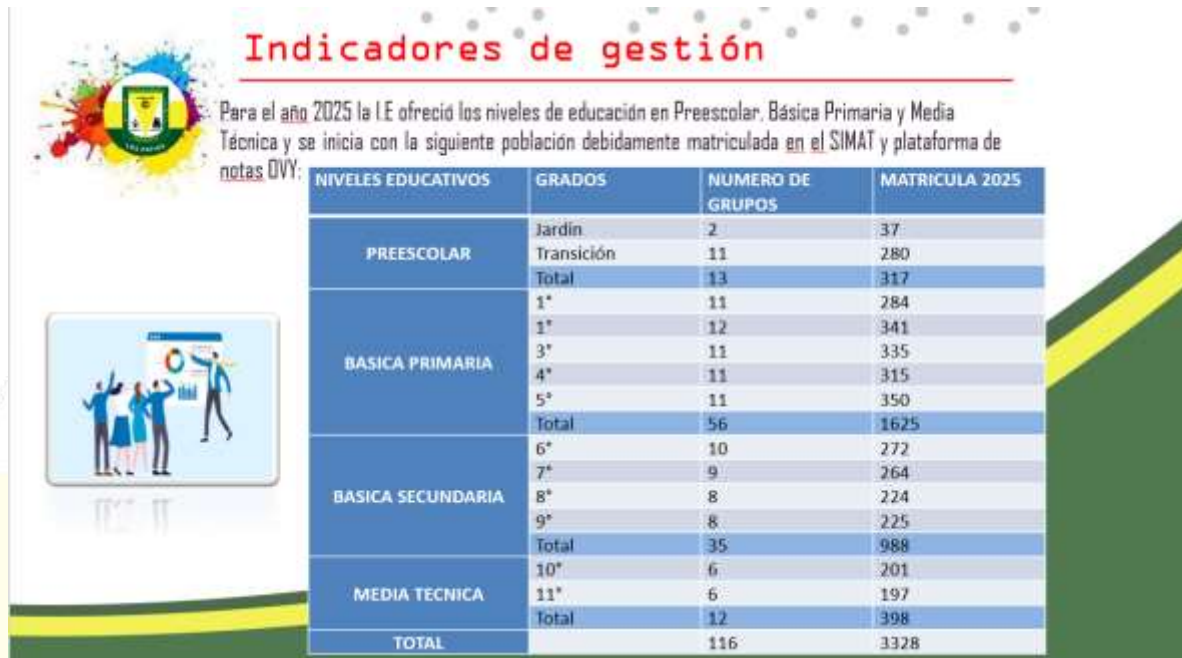 Indicadores de gestión
Para el año 2025 la I.E ofreció los niveles de educación en Preescolar, Básica Primaria y Media
Técnica y se inicia con la siguiente población debidamente matriculada en el SIMAT y plataforma de
notas OVY:
NIVELES EDUCATIVOS GRADOS NUMERO DE GRUPOS MATRICULA 2025
PREESCOLAR
Jardín 2 37
Transición 11 280
Total 13 317
BASICA PRIMARIA
1° 11 284
1° 12 341
3° 11 335
4° 11 315
5° 11 350
Total 56 1625
BASICA SECUNDARIA
6° 10 272
7° 9 264
8° 8 224
9° 8 225
Total 35 988
MEDIA TECNICA
10° 6 201
11° 6 197
Total 12 398
TOTAL 116 3328